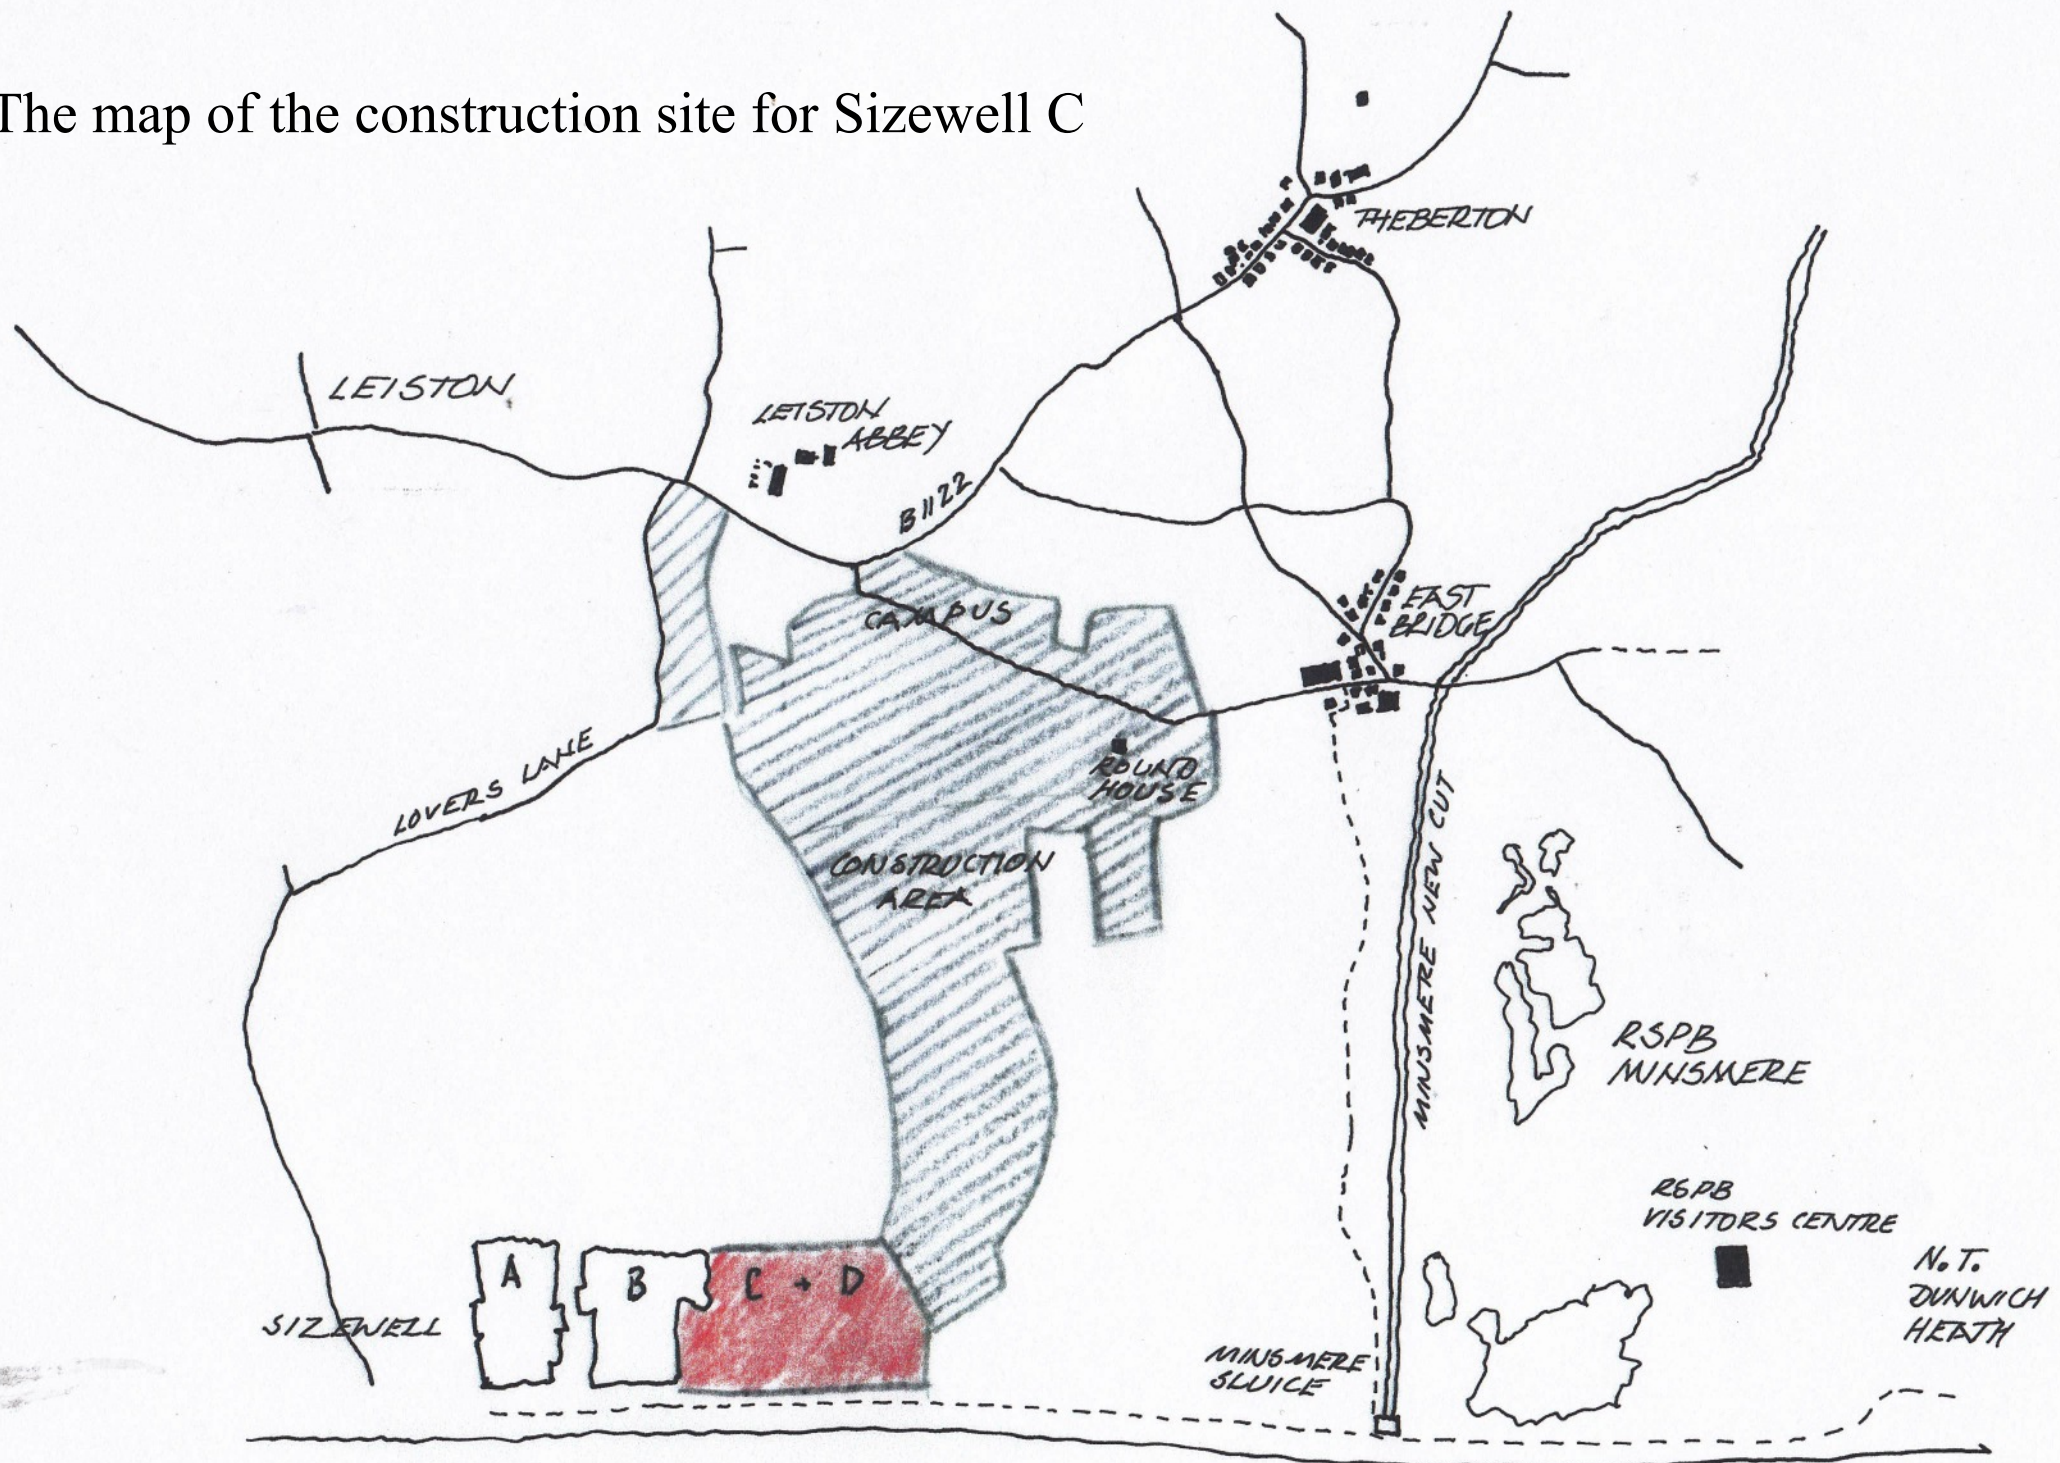 The map of the construction site for Sizewell C
THEBERTON
LEISTON
LEISTON
ABBEY
B1122
CAMPUS
EAST
BRIDGE
LOVERS LANE
ROUND
HOUSE
CONSTRUCTION
AREA
MINSMERE NEW CUT
RSPB
MINSMERE
RSPB
VISITORS CENTRE
N.T.
DUNWICH
HEATH
A
B
C + D
SIZEWELL
MINSMERE
SLUICE